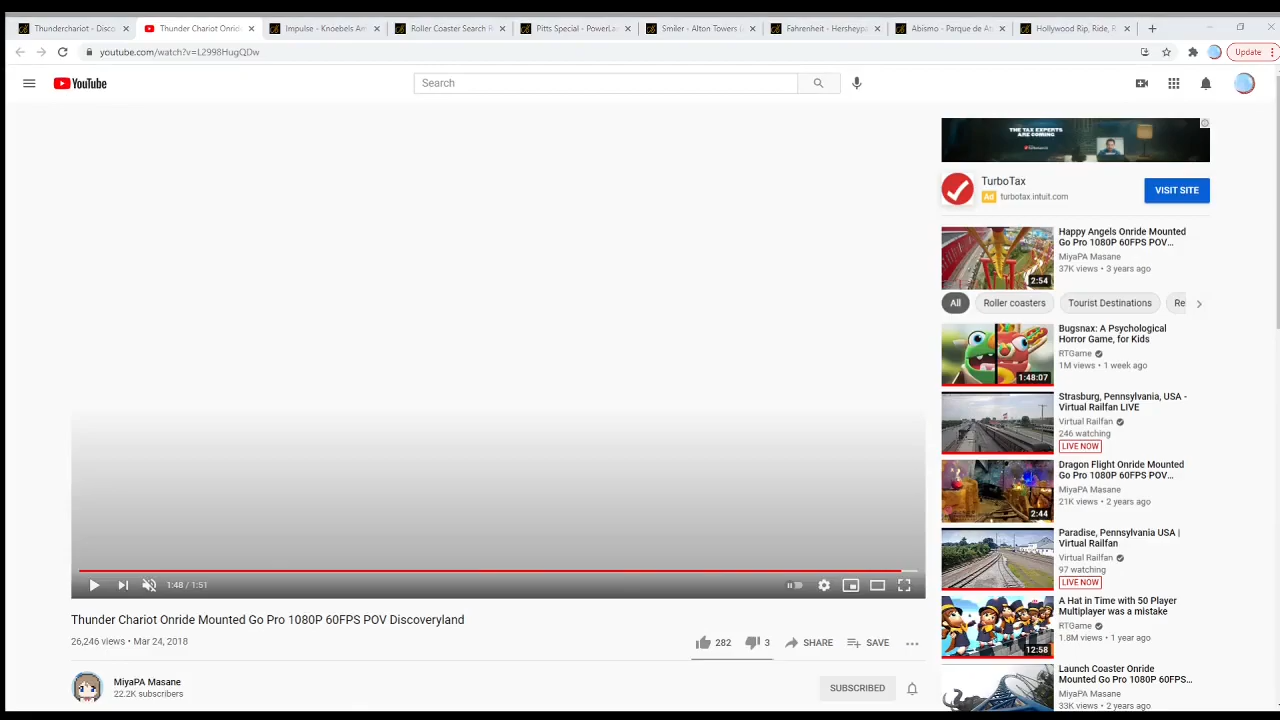 Thunderchariot - Disco
Thunder Chariot Onride
Impulse - Knoebels Am
Roller Coaster Search R
Pitts Special - PowerLa
Smiler - Alton Towers (
Fahrenheit - Hersheypa
Abismo - Parque de At
Hollywood Rip, Ride, R
youtube.com/watch?v=L2998HugQDw
Update
YouTube
Search
THE TAX EXPERTS
ARE COMING
TurboTax
Ad turbotax.intuit.com
VISIT SITE
Happy Angels Onride Mounted
Go Pro 1080P 60FPS POV...
MiyaPA Masane
37K views • 3 years ago
2:54
All
Roller coasters
Tourist Destinations
Re
Bugsnax: A Psychological
Horror Game, for Kids
RTGame
1M views • 1 week ago
1:48:07
Strasburg, Pennsylvania, USA -
Virtual Railfan LIVE
Virtual Railfan
246 watching
LIVE NOW
Dragon Flight Onride Mounted
Go Pro 1080P 60FPS POV...
MiyaPA Masane
21K views • 2 years ago
2:44
Paradise, Pennsylvania USA |
Virtual Railfan
Virtual Railfan
97 watching
LIVE NOW
A Hat in Time with 50 Player
Multiplayer was a mistake
RTGame
1.8M views • 1 year ago
12:58
Launch Coaster Onride
Mounted Go Pro 1080P 60FPS...
MiyaPA Masane
33K views • 2 years ago
1:48 / 1:51
Thunder Chariot Onride Mounted Go Pro 1080P 60FPS POV Discoveryland
26,246 views • Mar 24, 2018
282
3
SHARE
SAVE
MiyaPA Masane
22.2K subscribers
SUBSCRIBED